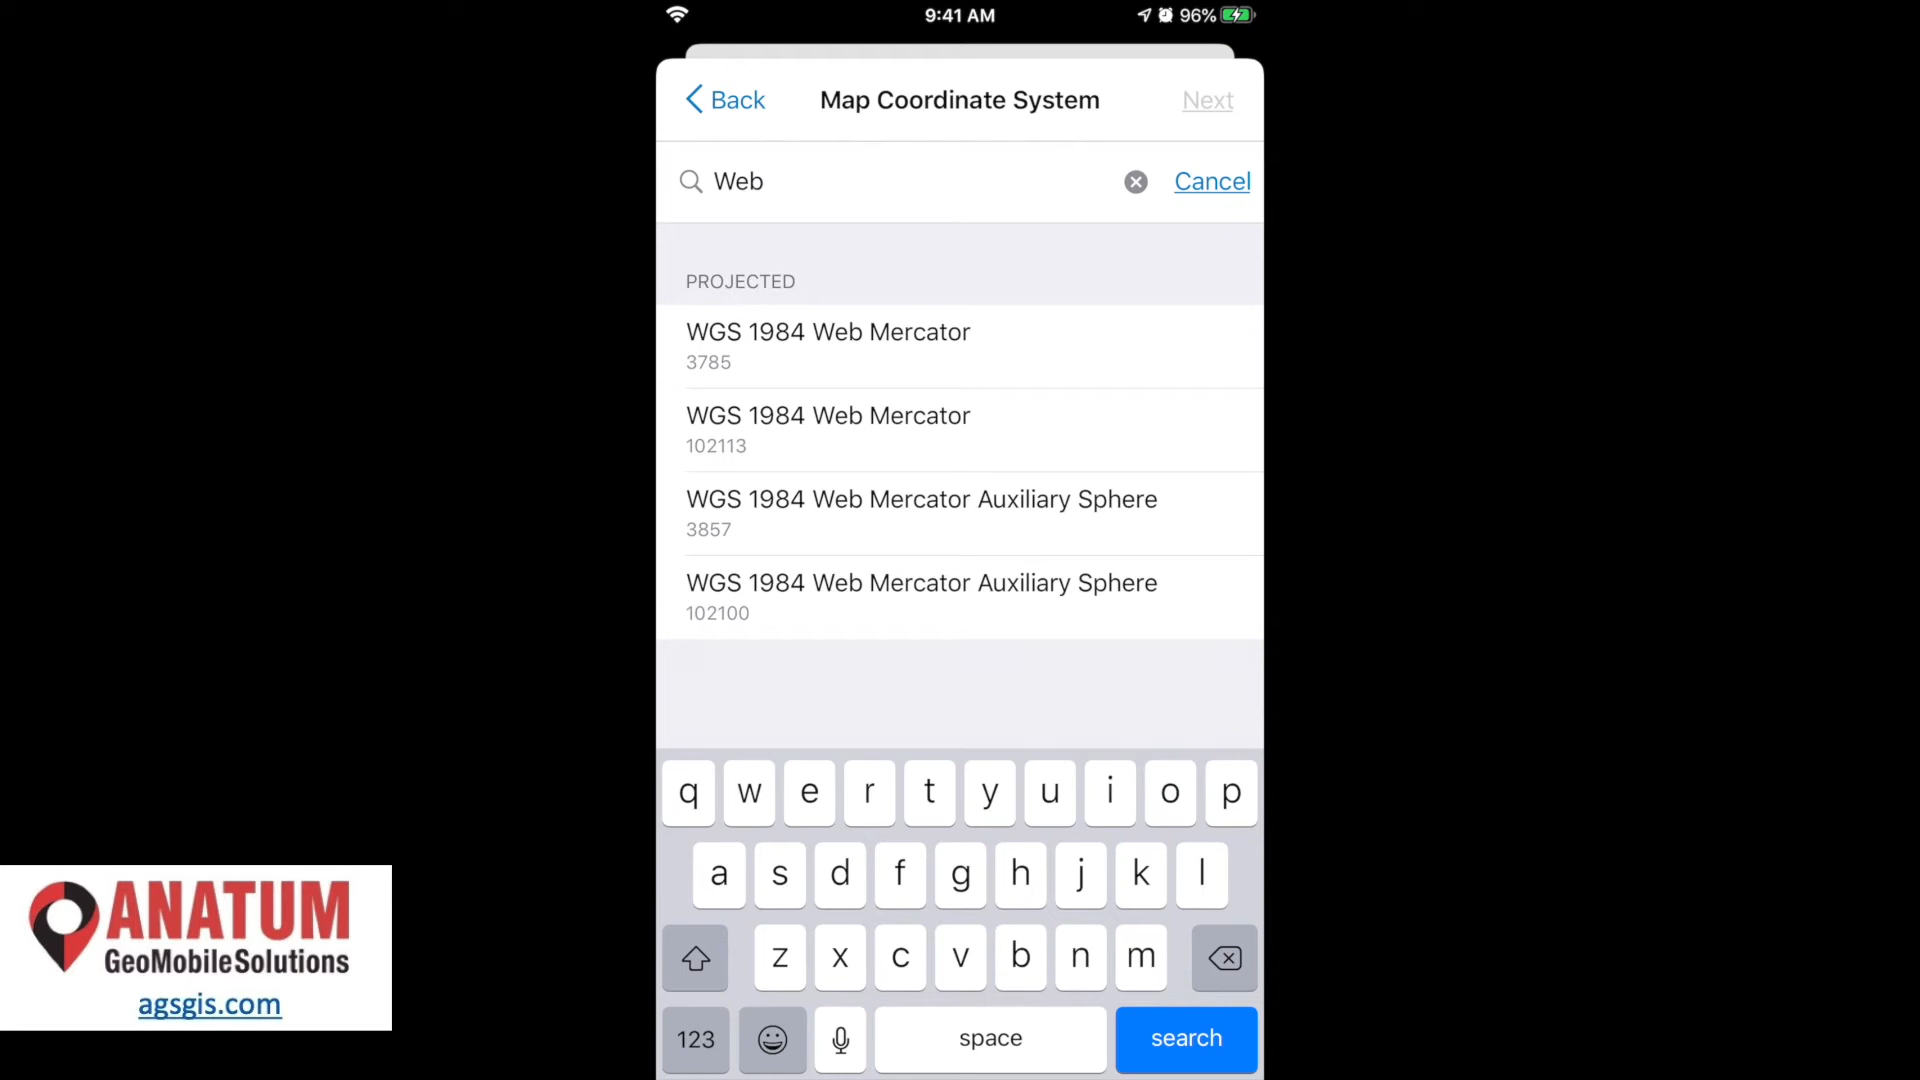 9:41 AM
96%
Back
Map Coordinate System
Next
Web
Cancel
PROJECTED
WGS 1984 Web Mercator
3785
WGS 1984 Web Mercator
102113
WGS 1984 Web Mercator Auxiliary Sphere
3857
WGS 1984 Web Mercator Auxiliary Sphere
102100
q w e r t y u i o p
a s d f g h j k l
z x c v b n m
123 space search
ANATUM
GeoMobileSolutions
agsgis.com